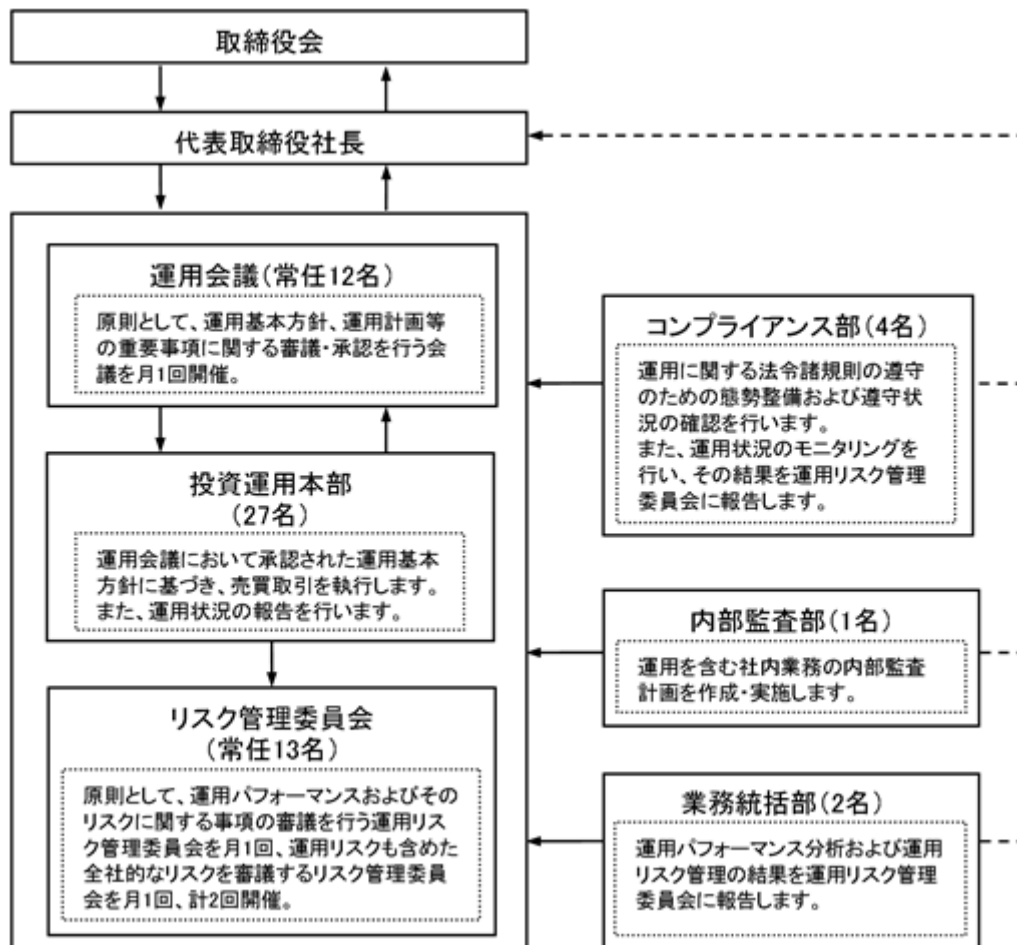 取締役会
代表取締役社長
運用会議(常任12名)
原則として、運用基本方針、運用計画等
の重要事項に関する審議・承認を行う会
議を月1回開催。
投資運用本部
(27名)
運用会議において承認された運用基本
方針に基づき、売買取引を執行します。
また、運用状況の報告を行います。
リスク管理委員会
(常任13名)
原則として、運用パフォーマンスおよびその
リスクに関する事項の審議を行う運用リス
ク管理委員会を月1回、運用リスクも含めた
全社的なリスクを審議するリスク管理委員
会を月1回、計2回開催。
コンプライアンス部(4名)
運用に関する法令諸規則の遵守
のための態勢整備および遵守状
況の確認を行います。
また、運用状況のモニタリングを
行い、その結果を運用リスク管理
委員会に報告します。
内部監査部(1名)
運用を含む社内業務の内部監査
計画を作成・実施します。
業務統括部(2名)
運用パフォーマンス分析および運用
リスク管理の結果を運用リスク管理
委員会に報告します。